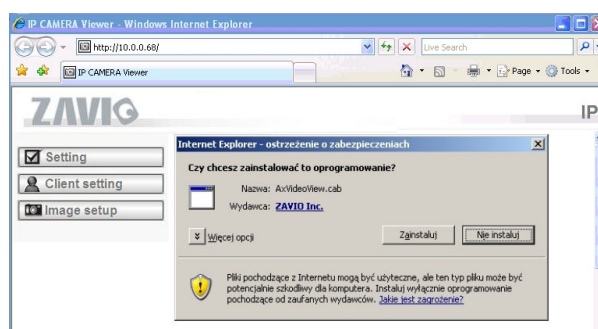 IP CAMERA Viewer - Windows Internet Explorer
http://10.0.0.68/
Live Search
IP CAMERA Viewer
Page
Tools
ZAVIO
IP
Setting
Client setting
Image setup
Internet Explorer - ostrzeżenie o zabezpieczeniach
Czy chcesz zainstalować to oprogramowanie?
Nazwa: AxVideoView.cab
Wydawca: ZAVIO Inc.
Więcej opcji
Zainstaluj
Nie instaluj
Pliki pochodzące z Internetu mogą być użyteczne, ale ten typ pliku może być
potencjalnie szkodliwy dla komputera. Instaluj wyłącznie oprogramowanie
pochodzące od zaufanych wydawców. Jakie jest zagrożenie?